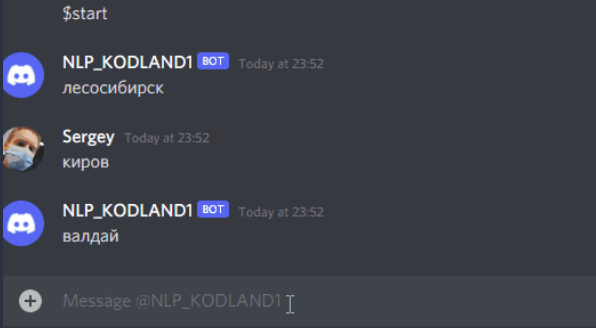 $start
NLP_KODLAND1 BOT Today at 23:52
лесосибирск
Sergey Today at 23:52
киров
NLP_KODLAND1 BOT Today at 23:52
валдай
Message @NLP_KODLAND1